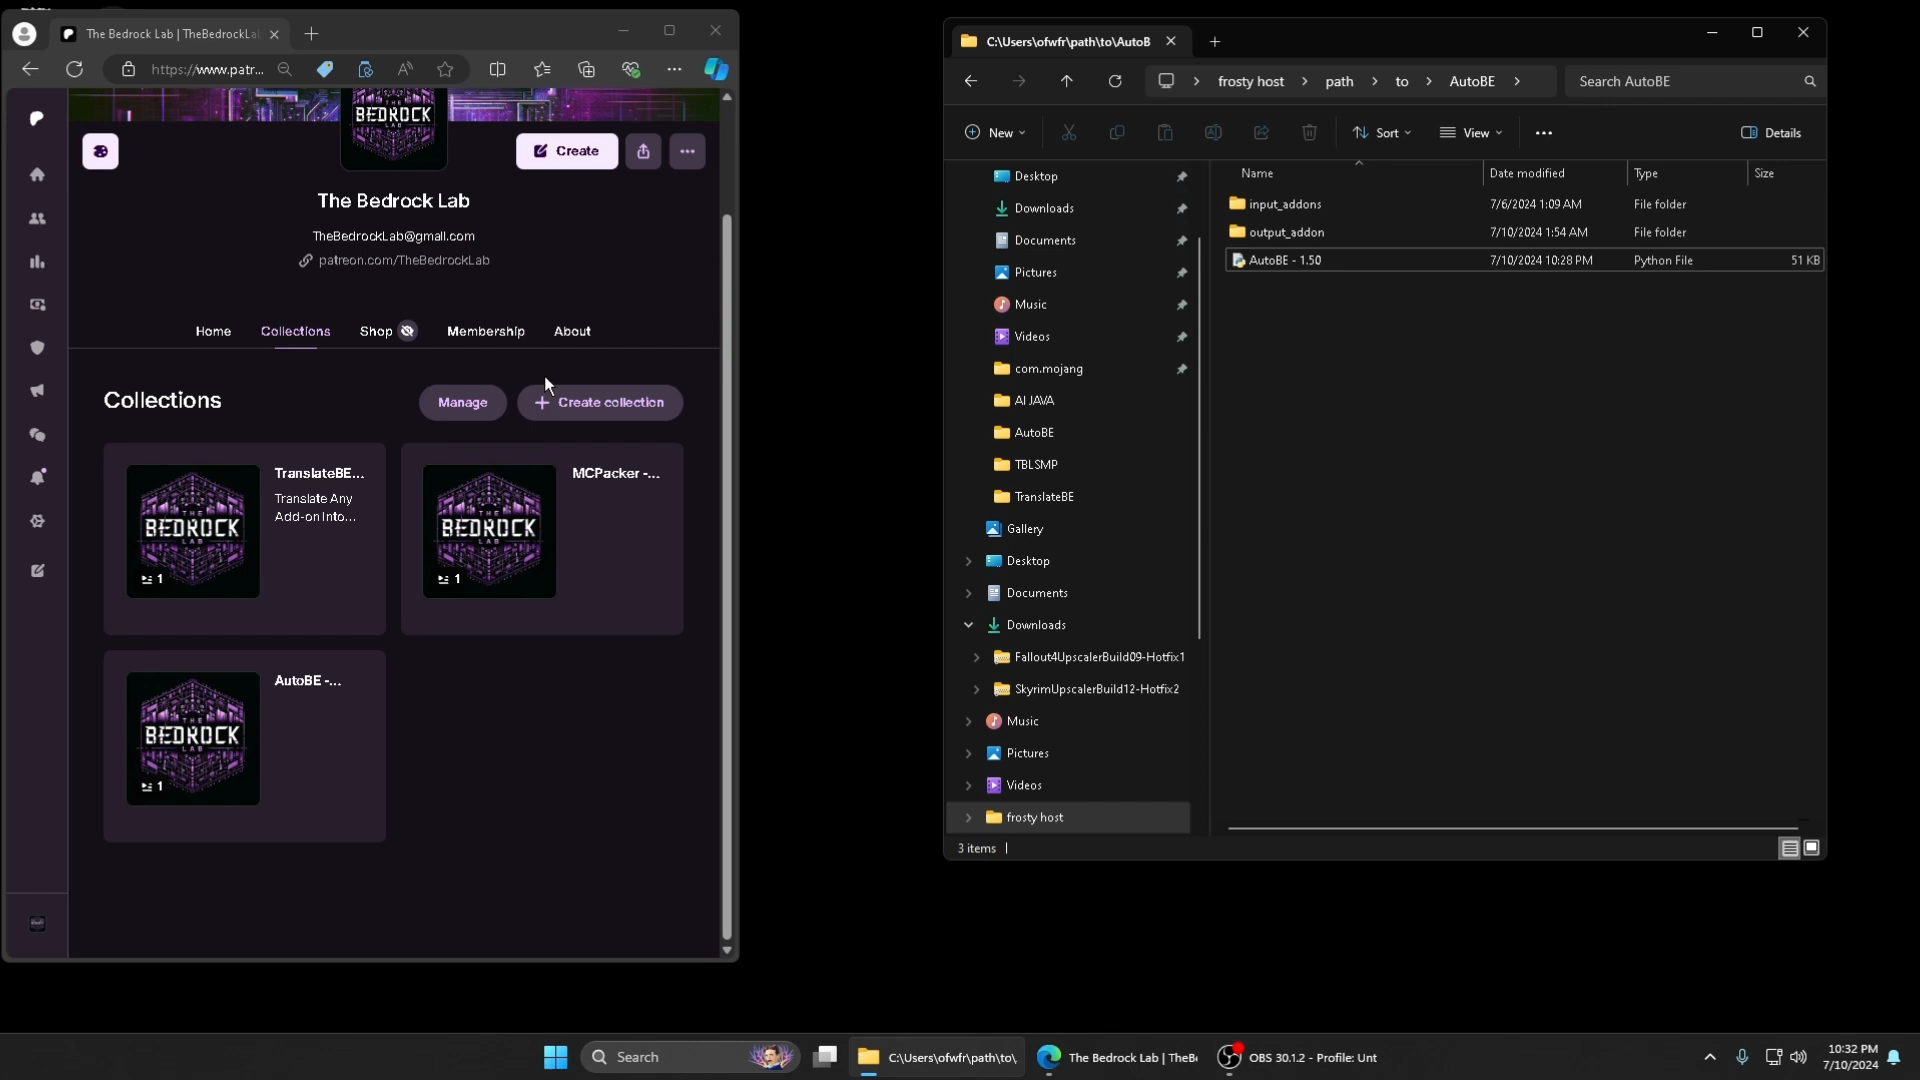 The Bedrock Lab | TheBedrockLa
https://www.patr...
BEDROCK
Create
The Bedrock Lab
TheBedrockLab@gmail.com
patreon.com/TheBedrockLab
Home
Collections
Shop
Membership
About
Collections
Manage
Create collection
THE
BEDROCK
LAB
1
TranslateBE...
Translate Any
Add-on Into...
THE
BEDROCK
LAB
1
MCPacker -...
THE
BEDROCK
LAB
1
AutoBE -...
C:\Users\ofwfr\path\to\AutoB
frosty host
path
to
AutoBE
Search AutoBE
New
Sort
View
Details
Desktop
Downloads
Documents
Pictures
Music
Videos
com.mojang
AI JAVA
AutoBE
TBLSMP
TranslateBE
Gallery
Desktop
Documents
Downloads
Fallout4UpscalerBuild09-Hotfix1
SkyrimUpscalerBuild12-Hotfix2
Music
Pictures
Videos
frosty host
Name Date modified Type Size
input_addons 7/6/2024 1:09 AM File folder
output_addon 7/10/2024 1:54 AM File folder
AutoBE - 1.50 7/10/2024 10:28 PM Python File 51 KB
3 items
Search
C:\Users\ofwfr\path\to\
The Bedrock Lab | TheBe
OBS 30.1.2 - Profile: Unt
10:32 PM
7/10/2024